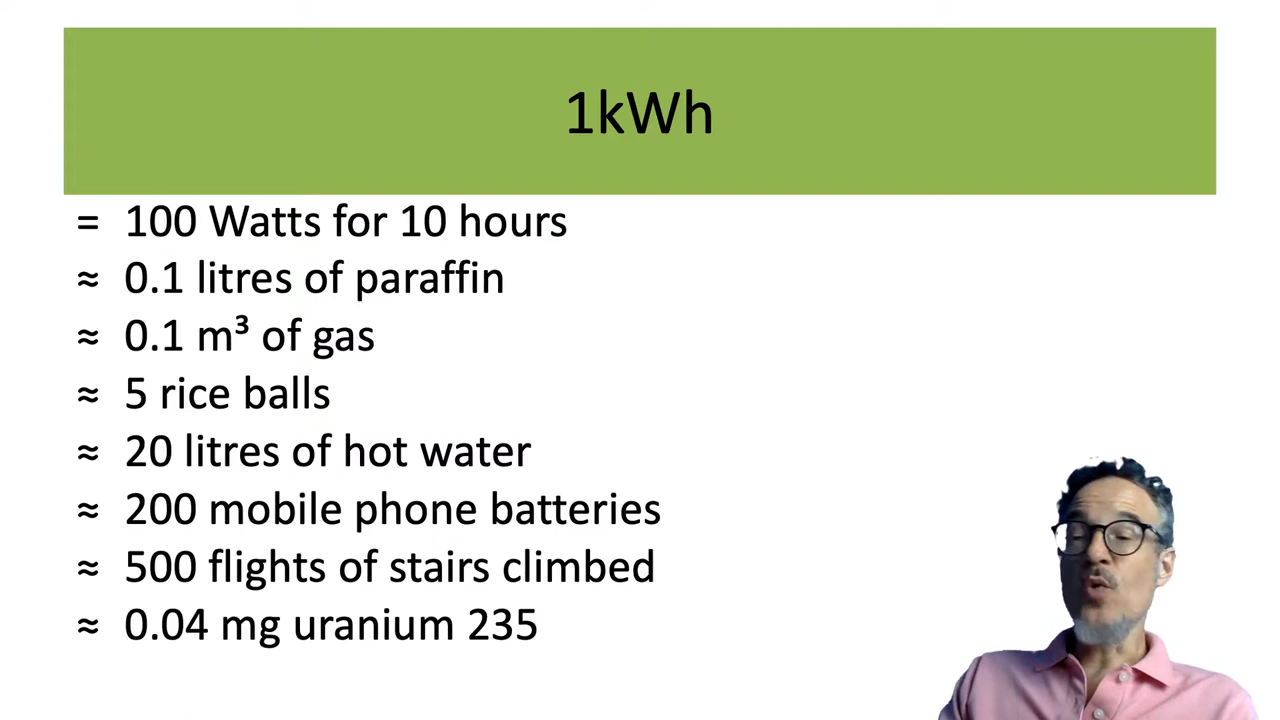 1kWh
= 100 Watts for 10 hours
≈ 0.1 litres of paraffin
≈ 0.1 m³ of gas
≈ 5 rice balls
≈ 20 litres of hot water
≈ 200 mobile phone batteries
≈ 500 flights of stairs climbed
≈ 0.04 mg uranium 235